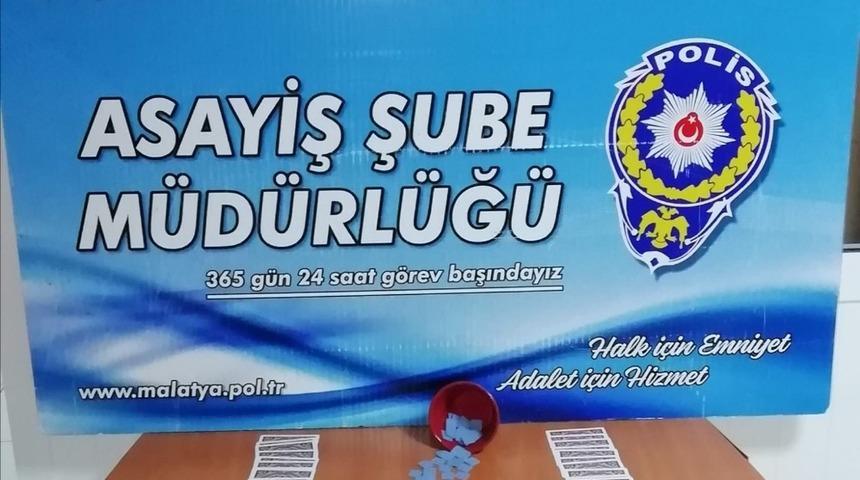 POLİS
ASAYİŞ ŞUBE
MÜDÜRLÜĞÜ
365 gün 24 saat görev başındayız
Halk için Emniyet
Adalet için Hizmet
www.malatya.pol.tr